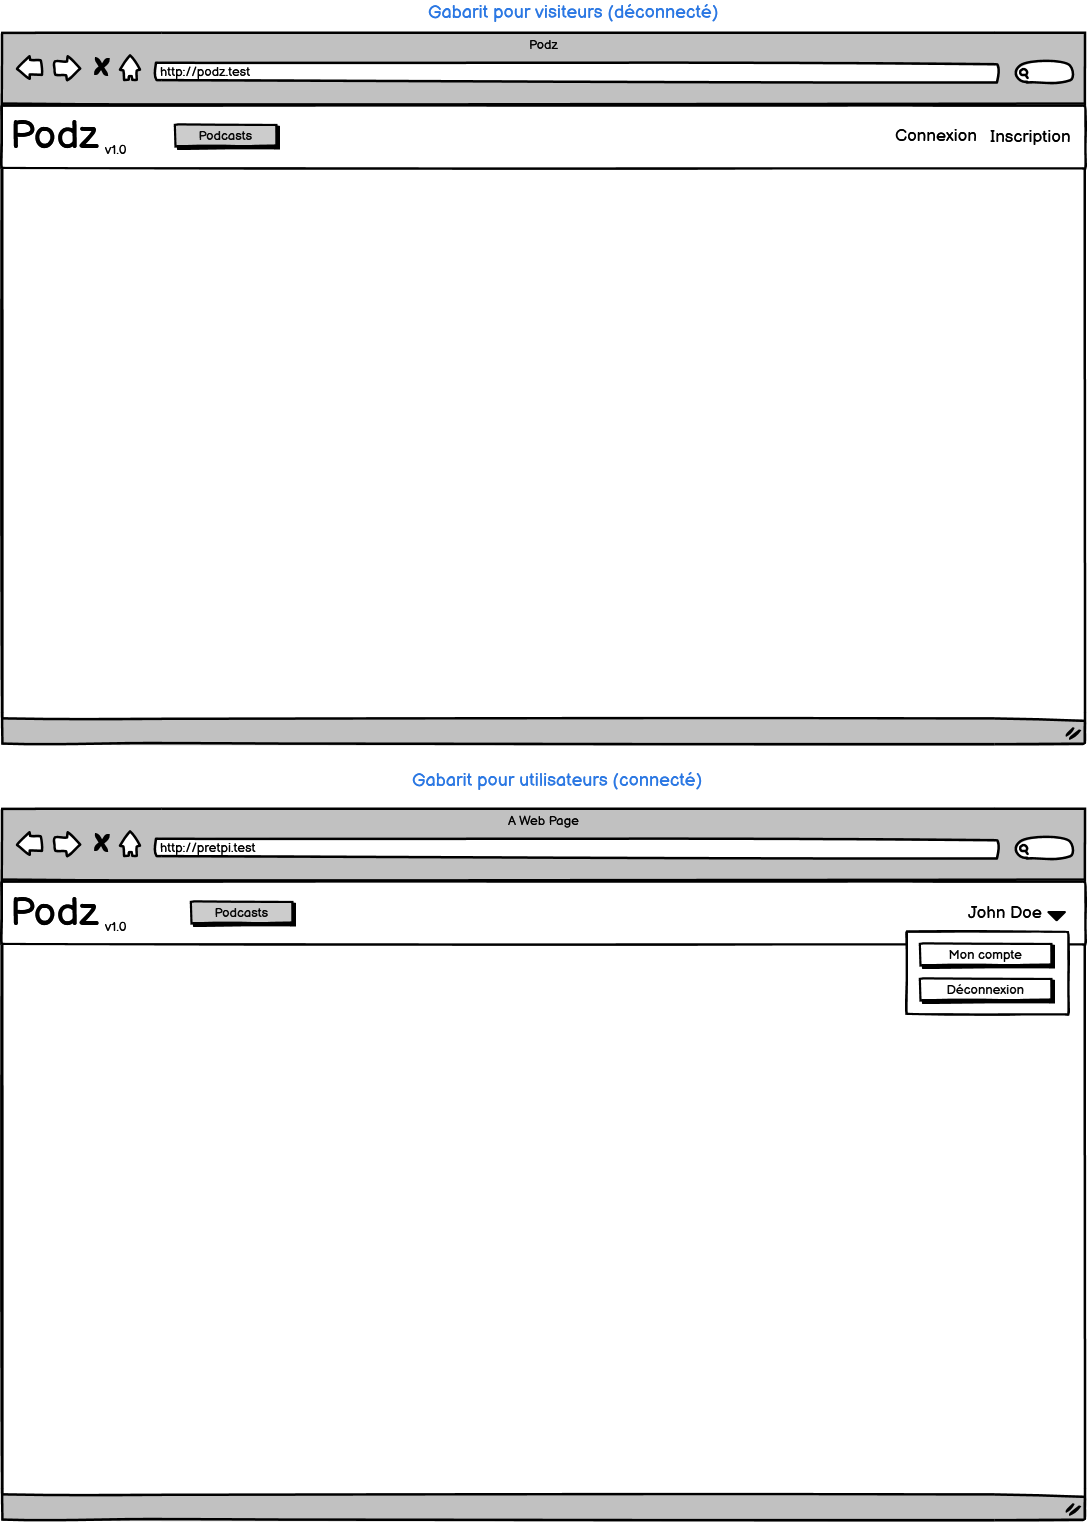 Gabarit pour visiteurs (déconnecté)
Podz
http://podz.test
Podz v1.0
Podcasts
Connexion Inscription
Gabarit pour utilisateurs (connecté)
A Web Page
http://pretpi.test
Podz v1.0
Podcasts
John Doe
Mon compte
Déconnexion